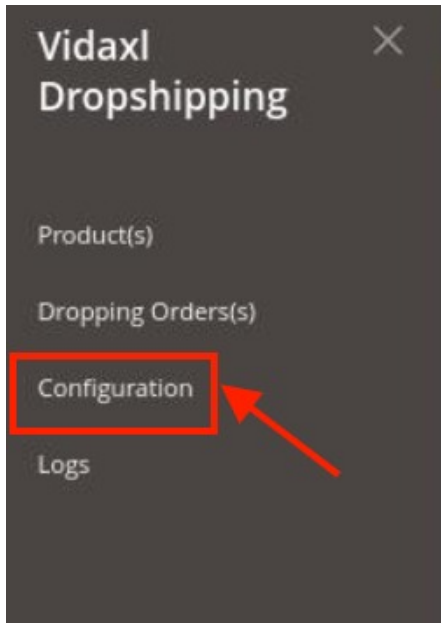 Vidaxl
Dropshipping
Product(s)
Dropping Orders(s)
Configuration
Logs